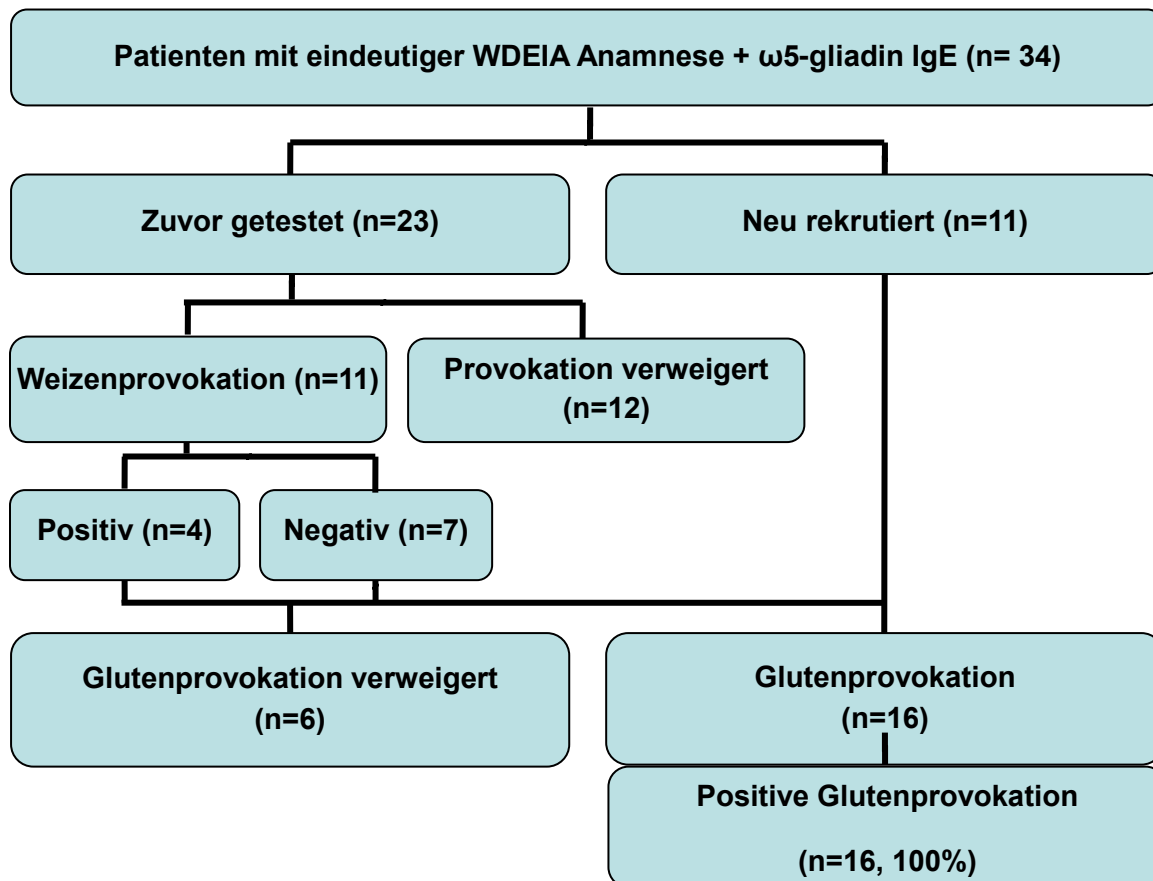 Patienten mit eindeutiger WDEIA Anamnese + ω5-gliadin IgE (n= 34)
Zuvor getestet (n=23)
Neu rekrutiert (n=11)
Weizenprovokation (n=11)
Provokation verweigert
(n=12)
Positiv (n=4)
Negativ (n=7)
Glutenprovokation verweigert
(n=6)
Glutenprovokation
(n=16)
Positive Glutenprovokation
(n=16, 100%)